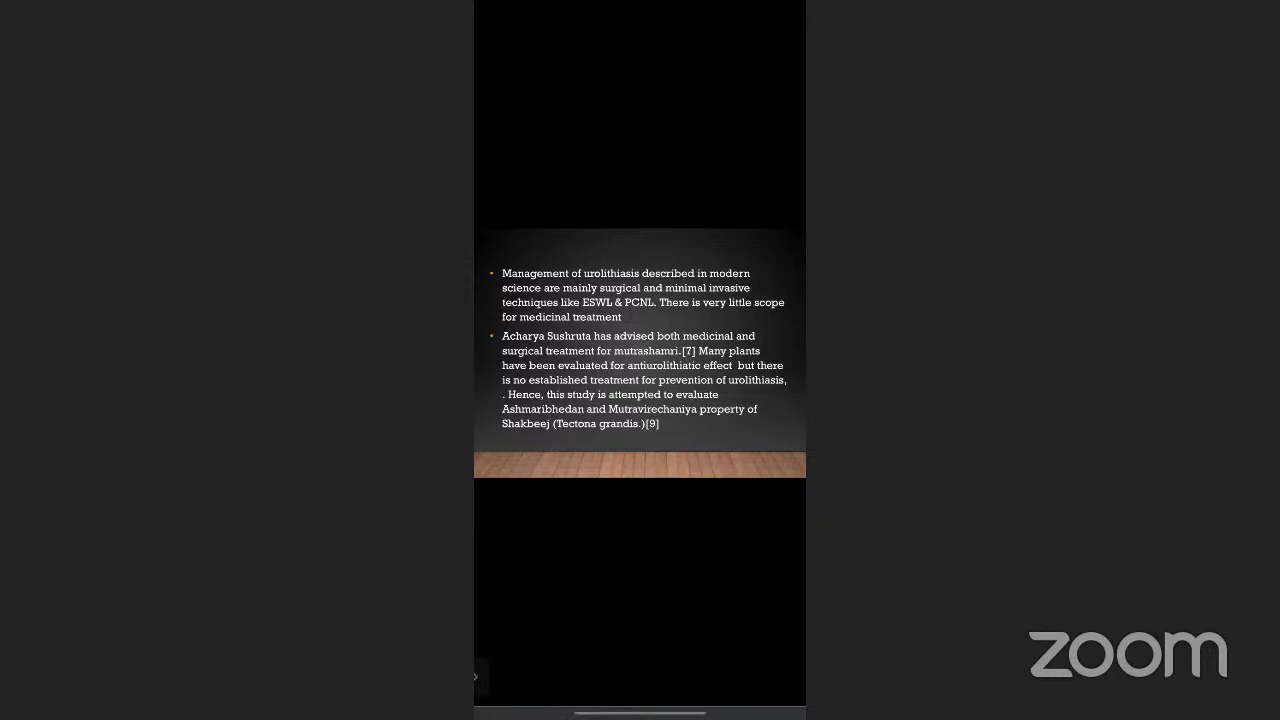 • Management of urolithiasis described in modern
science are mainly surgical and minimal invasive
techniques like ESWL & PCNL. There is very little scope
for medicinal treatment
• Acharya Sushruta has advised both medicinal and
surgical treatment for mutrashamri.[7] Many plants
have been evaluated for antiurolithiatic effect but there
is no established treatment for prevention of urolithiasis,
. Hence, this study is attempted to evaluate
Ashmaribhedan and Mutravirechaniya property of
Shakbeej (Tectona grandis.)[9]
zoom